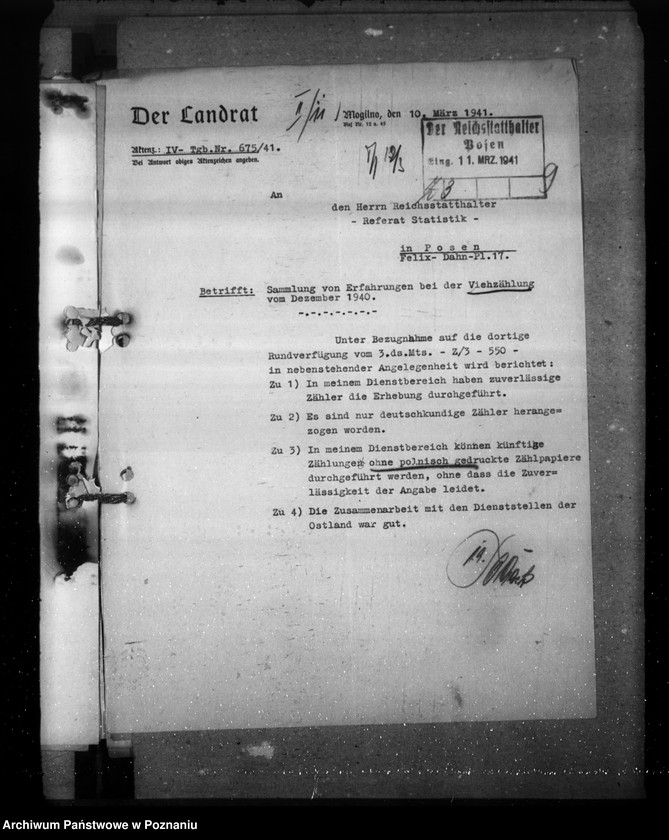 Der Landrat
Mogilno, den 10. März 1941.
Aktenz.: IV- Tgb.Nr. 675/41.
Bei Antwort obiges Aktenzeichen angeben.
Der Reichsstatthalter
Posen
Eing. 11. MRZ. 1941
9
An
den Herrn Reichsstatthalter
- Referat Statistik -
in Posen
Felix- Dahn-Pl.17.
Betrifft: Sammlung von Erfahrungen bei der Viehzählung
vom Dezember 1940.
-.-.-.-.-.-.-
Unter Bezugnahme auf die dortige
Rundverfügung vom 3.ds.Mts. - Z/3 - 550 -
in nebenstehender Angelegenheit wird berichtet:
Zu 1) In meinem Dienstbereich haben zuverlässige
Zähler die Erhebung durchgeführt.
Zu 2) Es sind nur deutschkundige Zähler herange=
zogen worden.
Zu 3) In meinem Dienstbereich können künftige
Zählungen ohne polnisch gedruckte Zählpapiere
durchgeführt werden, ohne dass die Zuver=
lässigkeit der Angabe leidet.
Zu 4) Die Zusammenarbeit mit den Dienststellen der
Ostland war gut.
Archiwum Państwowe w Poznaniu